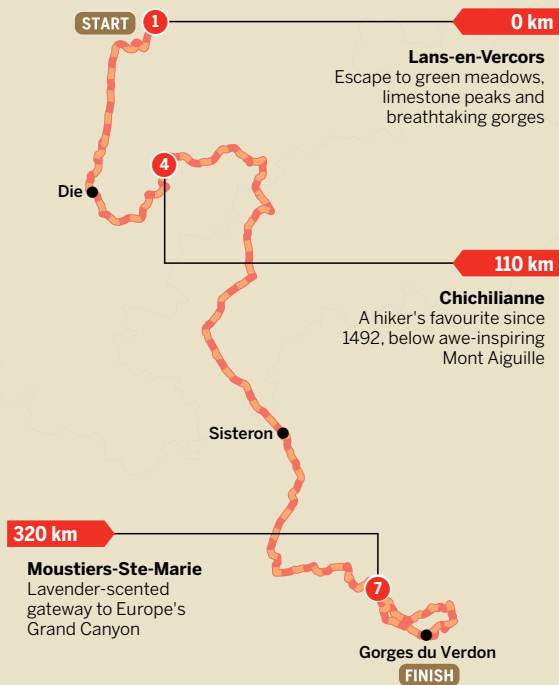 START
1
0 km
Lans-en-Vercors
Escape to green meadows,
limestone peaks and
breathtaking gorges
4
Die
110 km
Chichilianne
A hiker's favourite since
1492, below awe-inspiring
Mont Aiguille
Sisteron
320 km
Moustiers-Ste-Marie
Lavender-scented
gateway to Europe's
Grand Canyon
7
Gorges du Verdon
FINISH